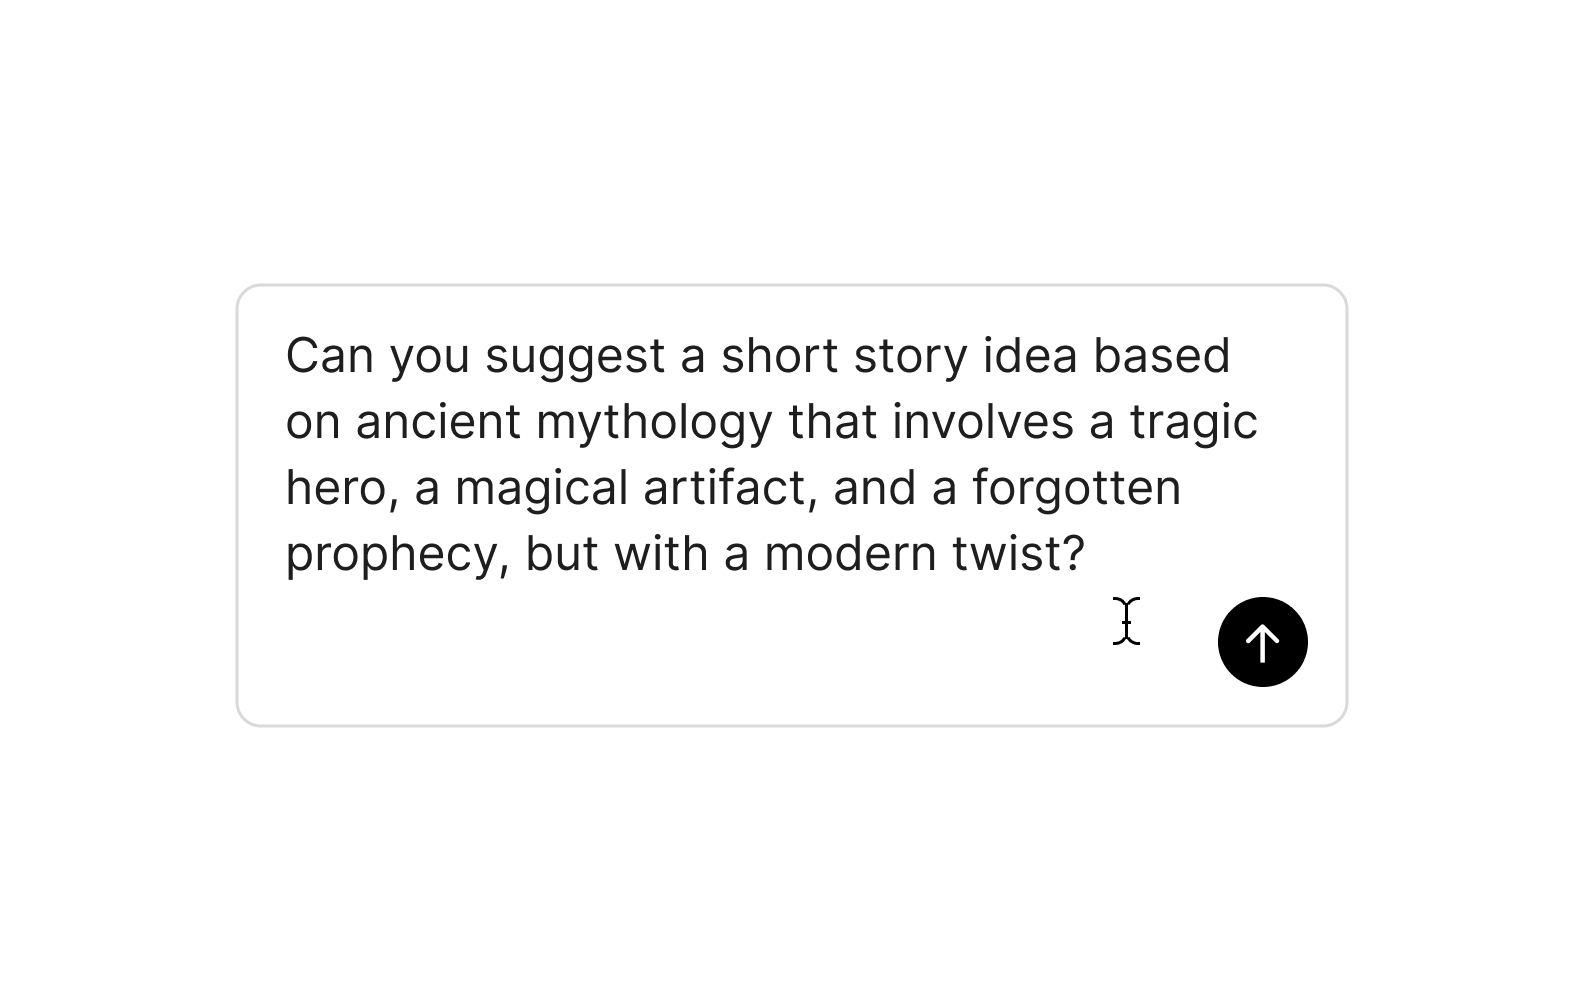 Can you suggest a short story idea based
on ancient mythology that involves a tragic
hero, a magical artifact, and a forgotten
prophecy, but with a modern twist?